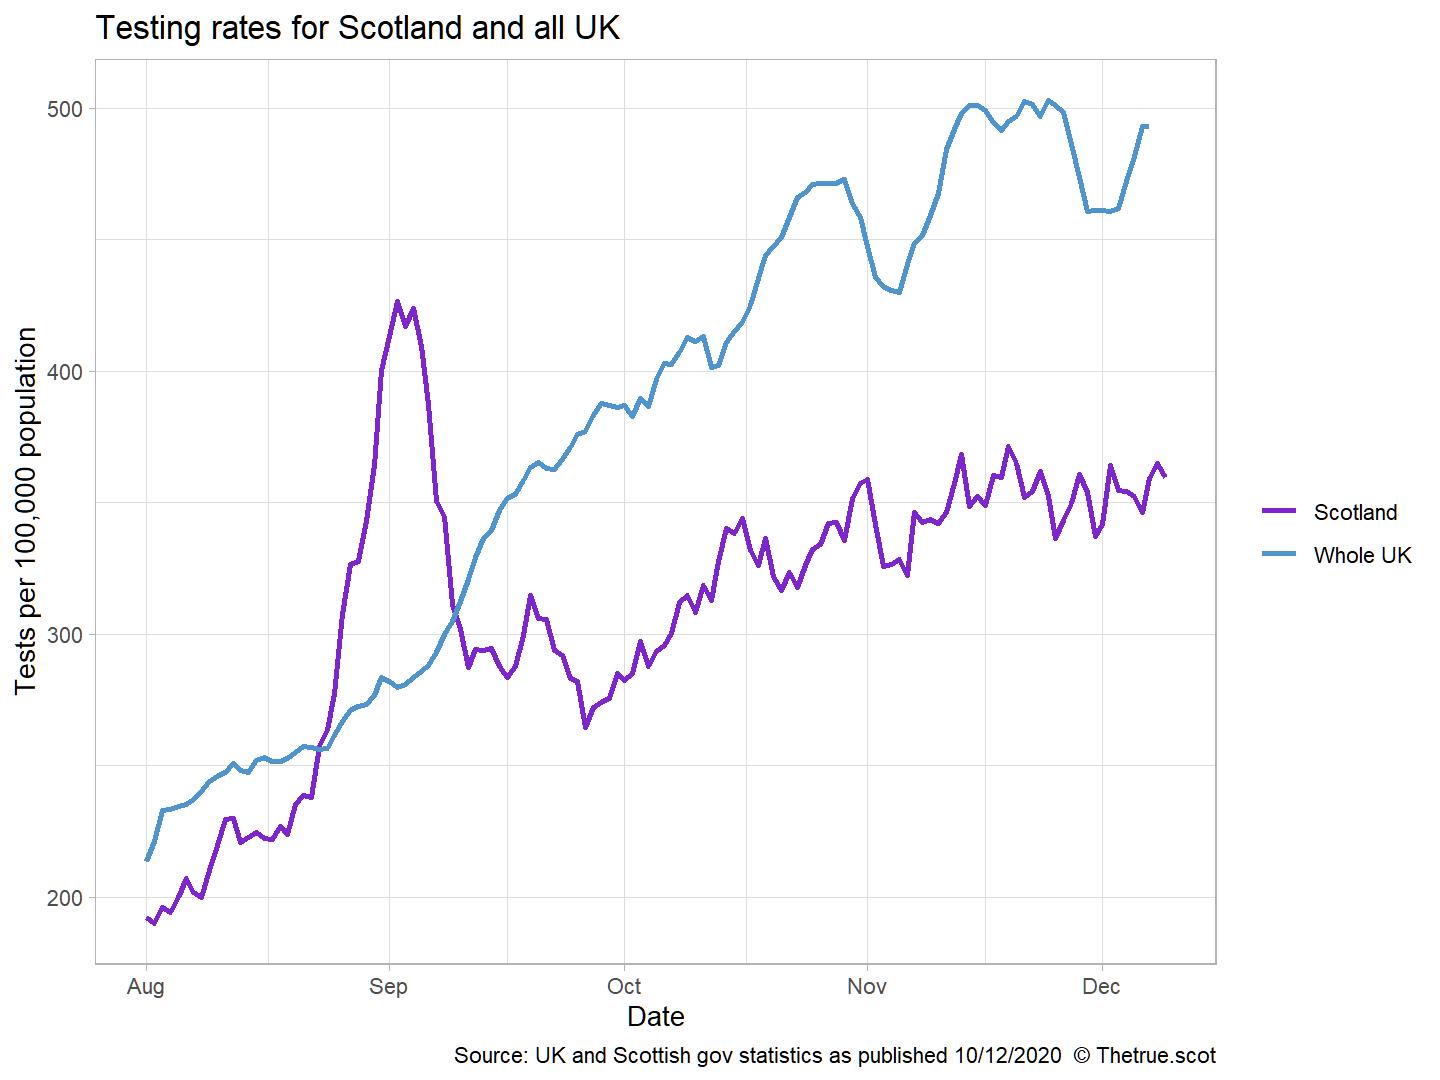 Testing rates for Scotland and all UK
Tests per 100,000 population
500
400
300
200
Aug Sep Oct Nov Dec
Date
Scotland
Whole UK
Source: UK and Scottish gov statistics as published 10/12/2020 © Thetrue.scot